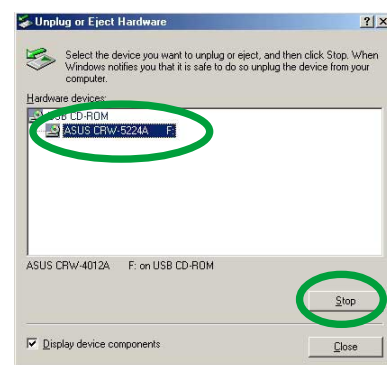 Unplug or Eject Hardware
Select the device you want to unplug or eject, and then click Stop. When
Windows notifies you that it is safe to do so unplug the device from your
computer.
Hardware devices:
USB CD-ROM
ASUS CRW-5224A F:
ASUS CRW-4012A F: on USB CD-ROM
Stop
Display device components
Close